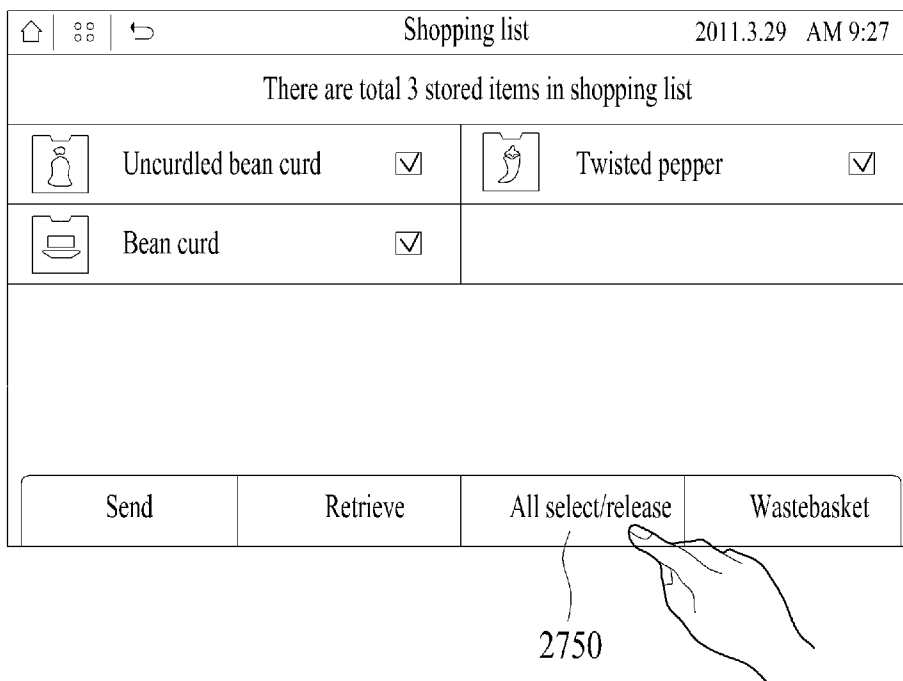 Shopping list 2011.3.29 AM 9:27
There are total 3 stored items in shopping list
Uncurdled bean curd Twisted pepper
Bean curd
Send Retrieve All select/release Wastebasket
2750